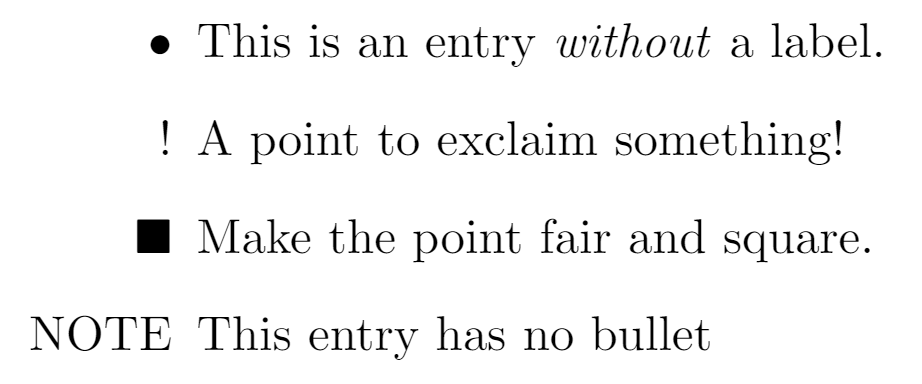 • This is an entry without a label.
! A point to exclaim something!
■ Make the point fair and square.
NOTE This entry has no bullet